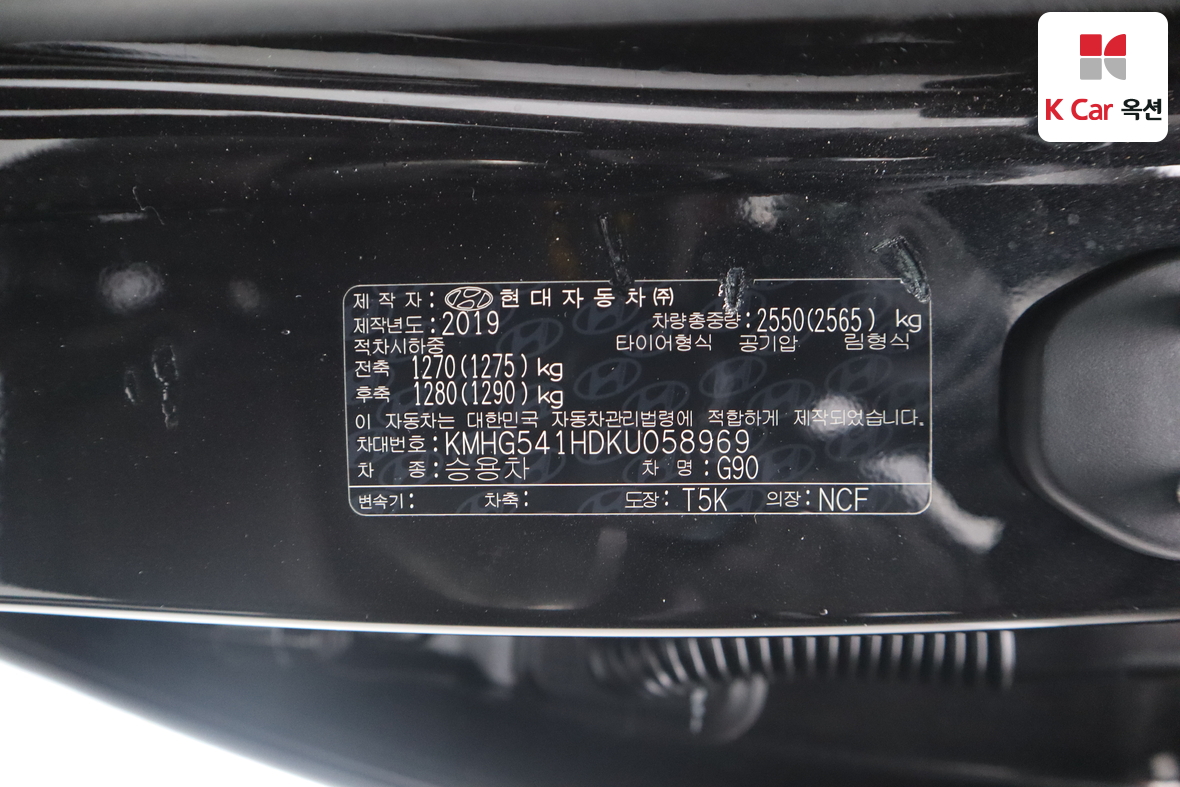 K Car 옥션
제 작 자 : 현 대 자 동 차 ㈜
제작년도 : 2019 차량총중량 : 2550(2565) kg
적차시하중 타이어형식 공기압 림형식
전축 1270(1275) kg
후축 1280(1290) kg
이 자동차는 대한민국 자동차관리법령에 적합하게 제작되었습니다.
차대번호 : KMHG541HDKU058969
차 종 : 승용차 차 명 : G90
변속기 : 차축 : 도장 : T5K 의장 : NCF